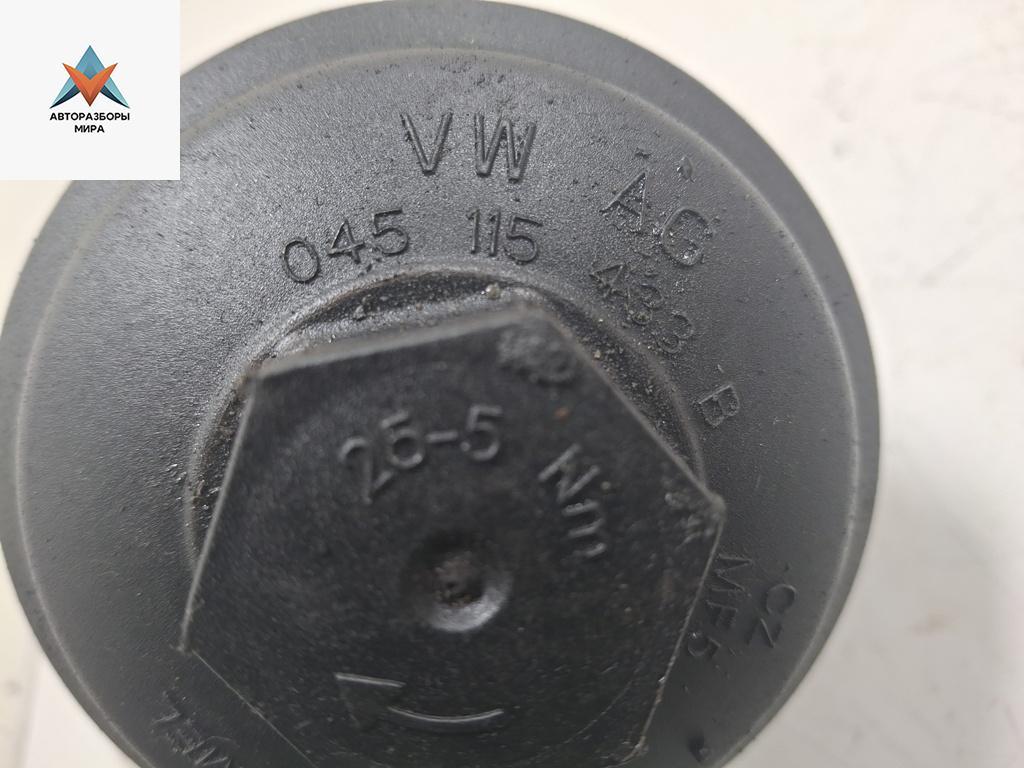 АВТОРАЗБОРЫ
МИРА
VW AG
045 115 433 B
25-5 Nm
CZ
MF5